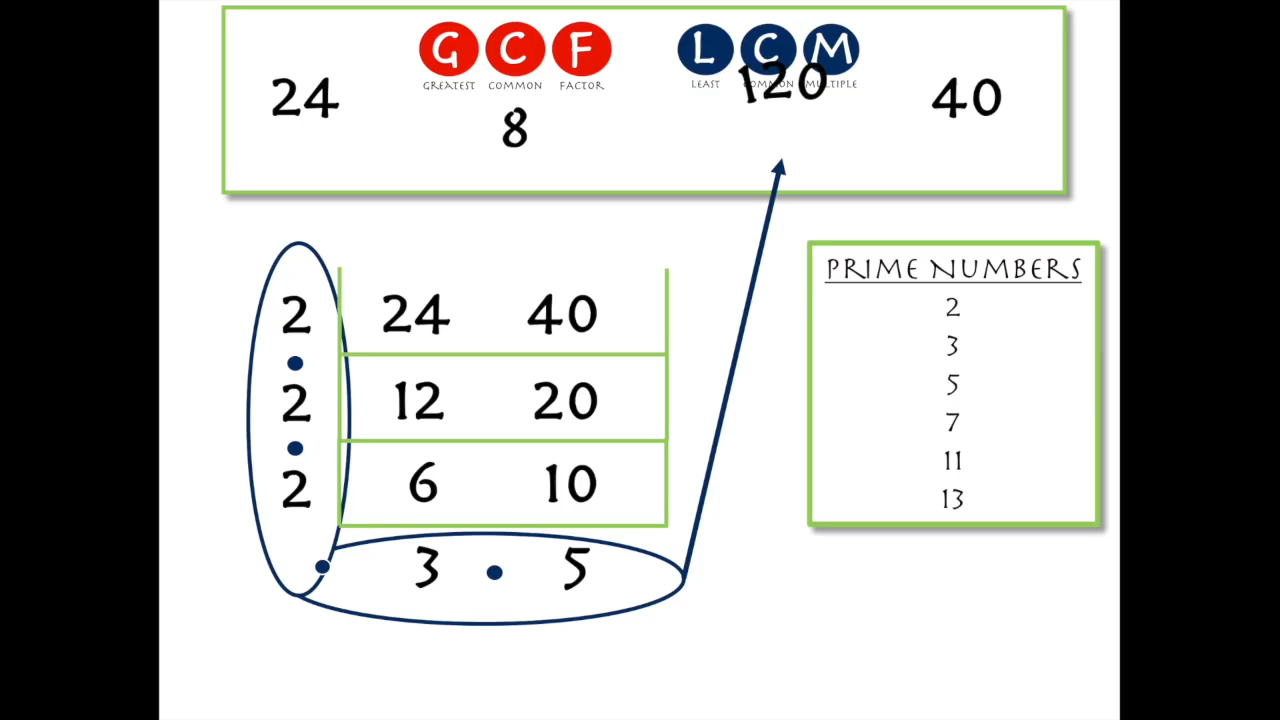 G C F L C M
GREATEST COMMON FACTOR LEAST COMMON MULTIPLE
24 8 120 40
2 24 40
2 12 20
2 6 10
3 • 5
PRIME NUMBERS
2
3
5
7
11
13